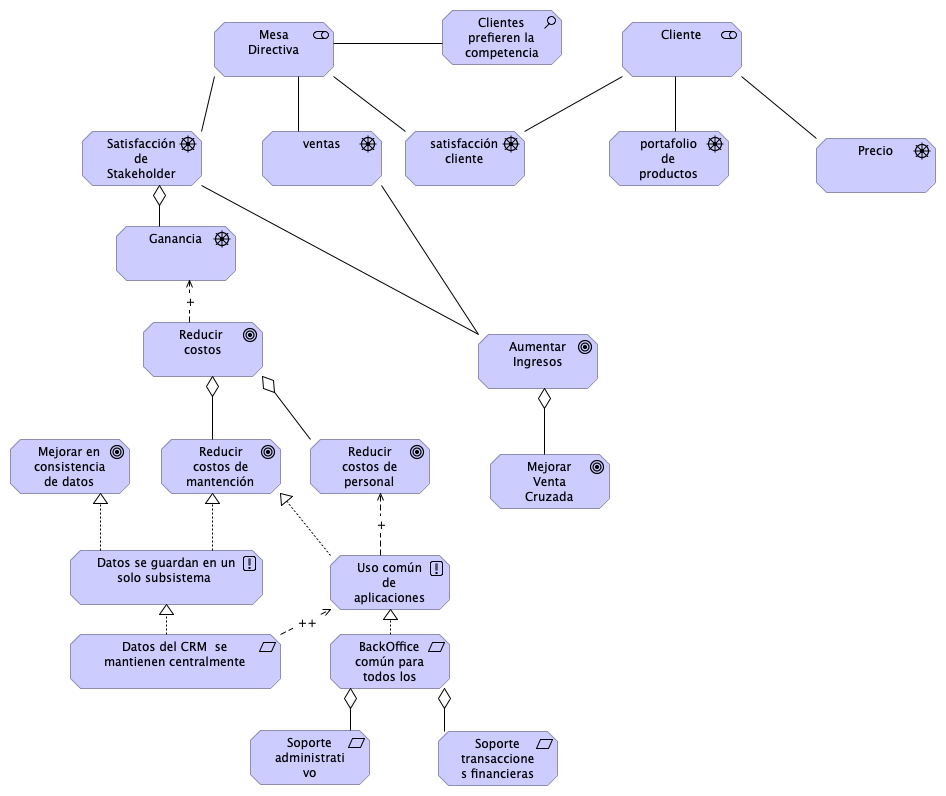 Mesa
Directiva
Clientes
prefieren la
competencia
Cliente
Satisfacción
de
Stakeholder
ventas
satisfacción
cliente
portafolio
de
productos
Precio
Ganancia
+
Reducir
costos
Aumentar
Ingresos
Mejorar en
consistencia
de datos
Reducir
costos de
mantención
Reducir
costos de
personal
Mejorar
Venta
Cruzada
+
Datos se guardan en un
solo subsistema
Uso común
de
aplicaciones
++
Datos del CRM  se
mantienen centralmente
BackOffice
común para
todos los
Soporte
administrati
vo
Soporte
transaccione
s financieras